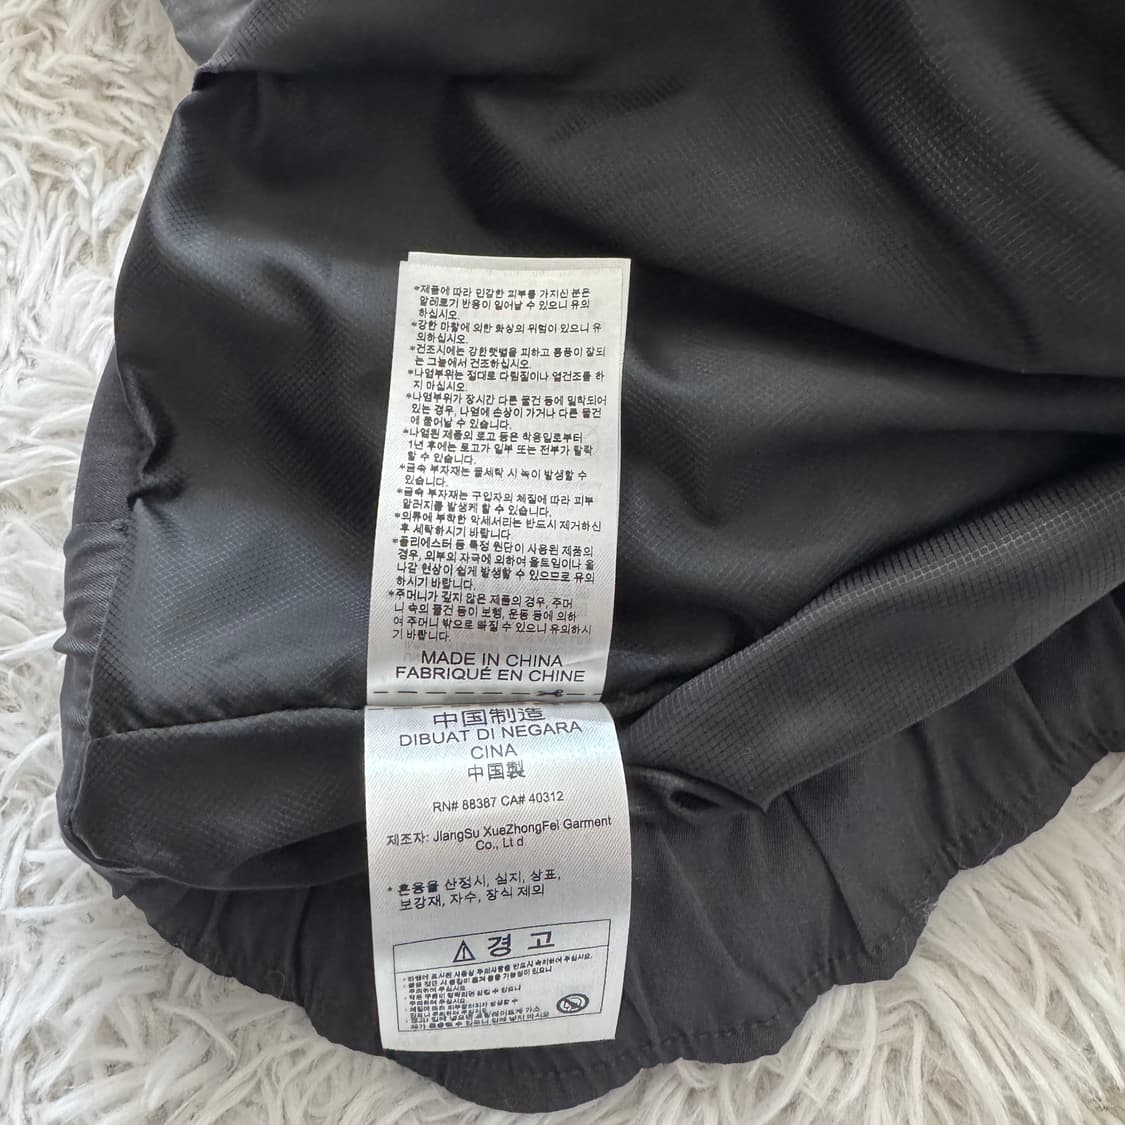 *제품에 따라 민감한 피부를 가지신 분은
알레르기 반응이 일어날 수 있으니 유의
하십시오.
*강한 마찰에 의한 화상의 위험이 있으니 유
의하십시오.
*건조시에는 강한햇볕을 피하고 통풍이 잘되
는 그늘에서 건조하십시오.
*나염부위는 절대로 다림질이나 열건조를 하
지 마십시오.
*나염부위가 장시간 다른 물건 등에 밀착되어
있는 경우, 나염에 손상이 가거나 다른 물건
에 묻어날 수 있습니다.
*나염된 제품의 로고 등은 착용일로부터
1년 후에는 로고가 일부 또는 전부가 탈락
할 수 있습니다.
*금속 부자재는 물세탁 시 녹이 발생할 수
있습니다.
*금속 부자재는 구입자의 체질에 따라 피부
알러지를 발생케 할 수 있습니다.
*의류에 부착한 악세서리는 반드시 제거하신
후 세탁하시기 바랍니다.
*폴리에스터 등 특정 원단이 사용된 제품의
경우, 외부의 자극에 의하여 올트임이나 올
나감 현상이 쉽게 발생할 수 있으므로 유의
하시기 바랍니다.
*주머니가 깊지 않은 제품의 경우, 주머
니 속의 물건 등이 보행, 운동 등에 의하
여 주머니 밖으로 빠질 수 있으니 유의하시
기 바랍니다.
MADE IN CHINA
FABRIQUÉ EN CHINE
中国制造
DIBUAT DI NEGARA
CINA
中国製
RN# 88387 CA# 40312
제조자: JiangSu XueZhongFei Garment
Co., Lt d
* 혼용율 산정시, 심지, 상표,
보강재, 자수, 장식 제외
경 고